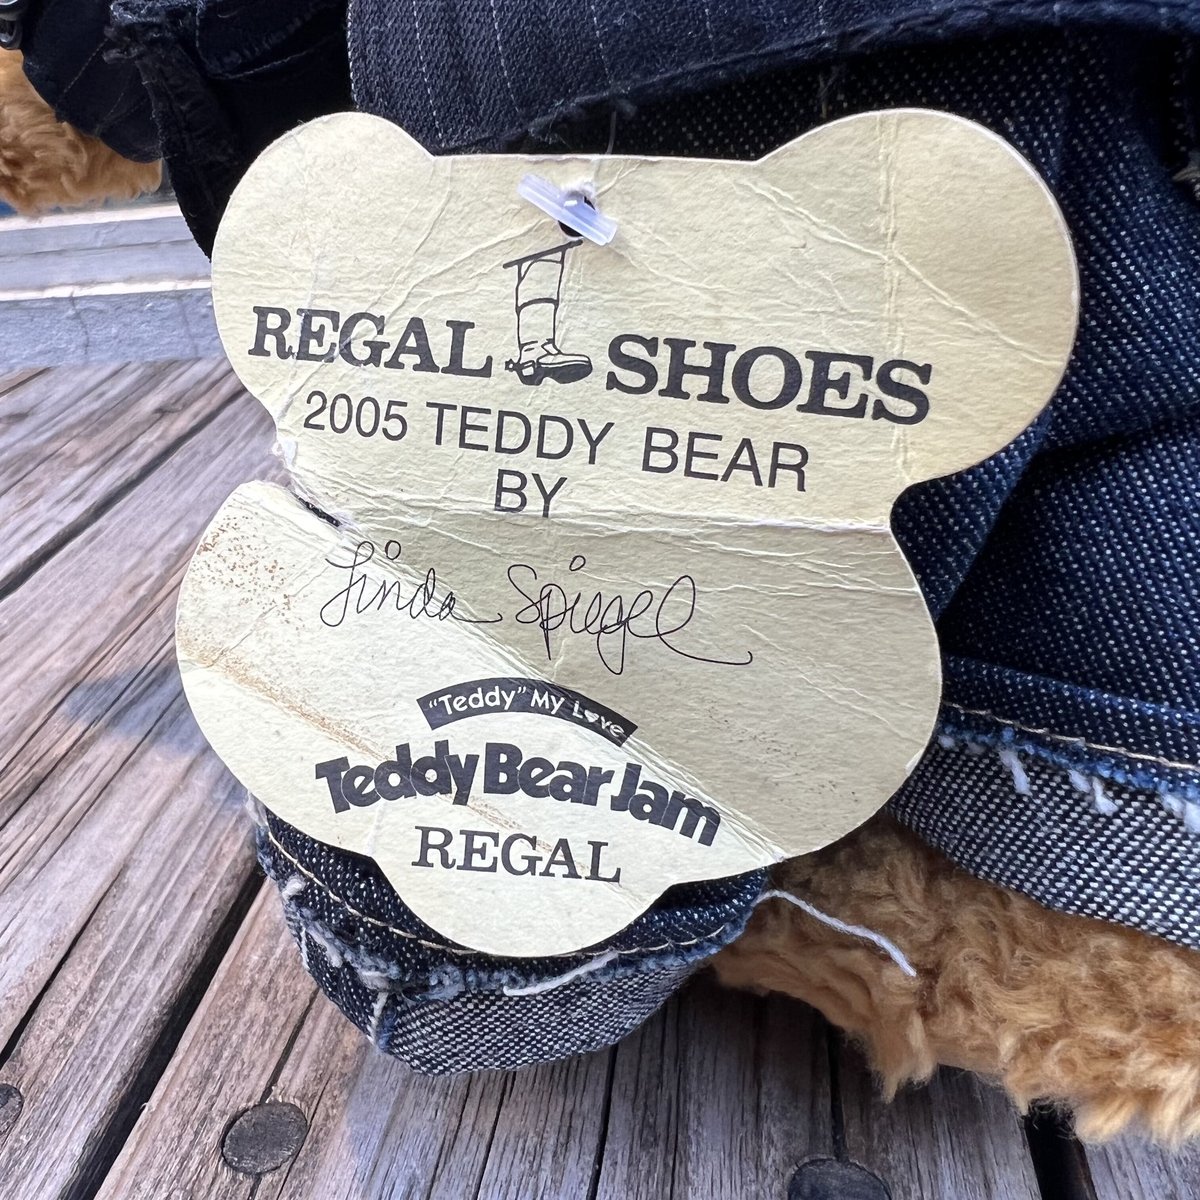 REGAL SHOES
2005 TEDDY BEAR
BY
Linda Spiegel
"Teddy" My Love
Teddy Bear Jam
REGAL